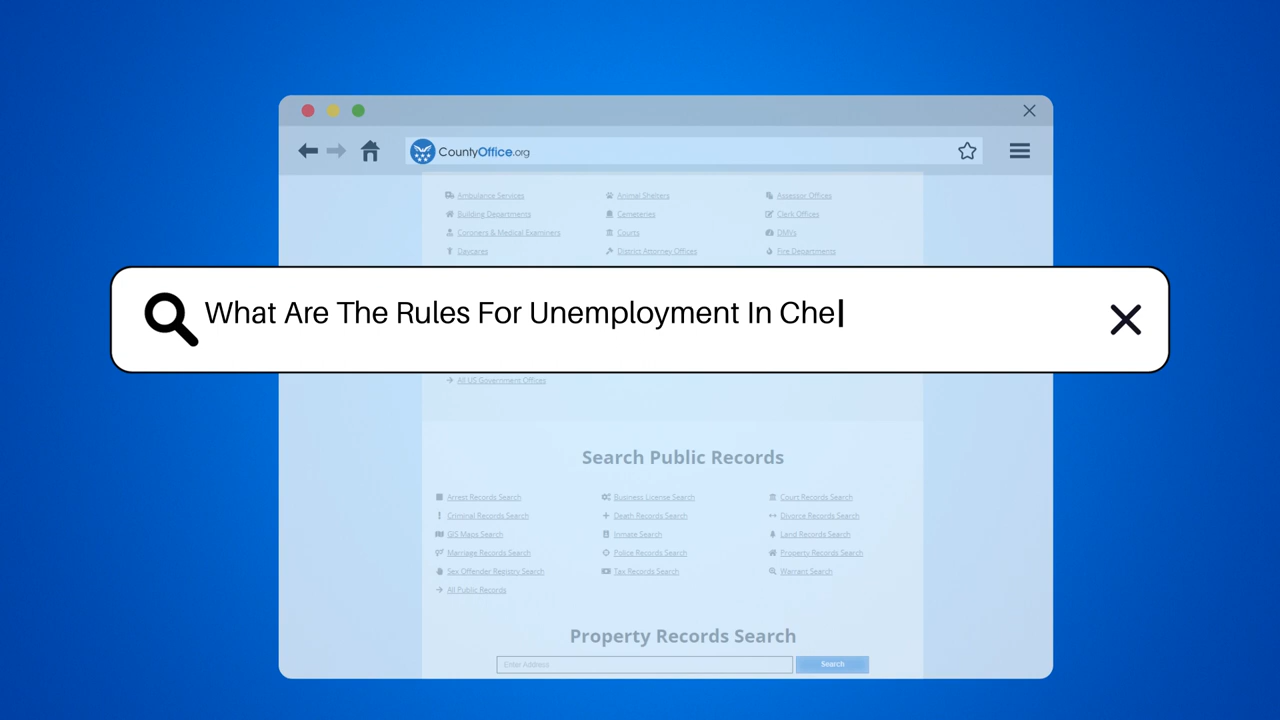 CountyOffice.org
Ambulance Services Animal Shelters Assessor Offices
Building Departments Cemeteries Clerk Offices
Coroners & Medical Examiners Courts DMVs
Daycares District Attorney Offices Fire Departments
What Are The Rules For Unemployment In Che
All US Government Offices
Search Public Records
Arrest Records Search Business License Search Court Records Search
Criminal Records Search Death Records Search Divorce Records Search
GIS Maps Search Inmate Search Land Records Search
Marriage Records Search Police Records Search Property Records Search
Sex Offender Registry Search Tax Records Search Warrant Search
All Public Records
Property Records Search
Enter Address Search